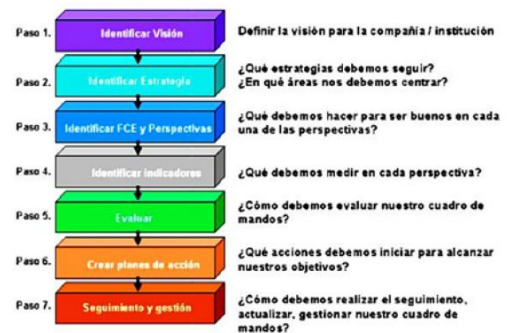 Paso 1.
Identificar Visión
Definir la visión para la compañía / institución
Paso 2.
Identificar Estrategia
¿Qué estrategias debemos seguir?
¿En qué áreas nos debemos centrar?
Paso 3.
Identificar FCE y Perspectivas
¿Qué debemos hacer para ser buenos en cada
una de las perspectivas?
Paso 4.
Identificar indicadores
¿Qué debemos medir en cada perspectiva?
Paso 5.
Evaluar
¿Cómo debemos evaluar nuestro cuadro de
mandos?
Paso 6.
Crear planes de acción
¿Qué acciones debemos iniciar para alcanzar
nuestros objetivos?
Paso 7.
Seguimiento y gestión
¿Cómo debemos realizar el seguimiento,
actualizar, gestionar nuestro cuadro de
mandos?